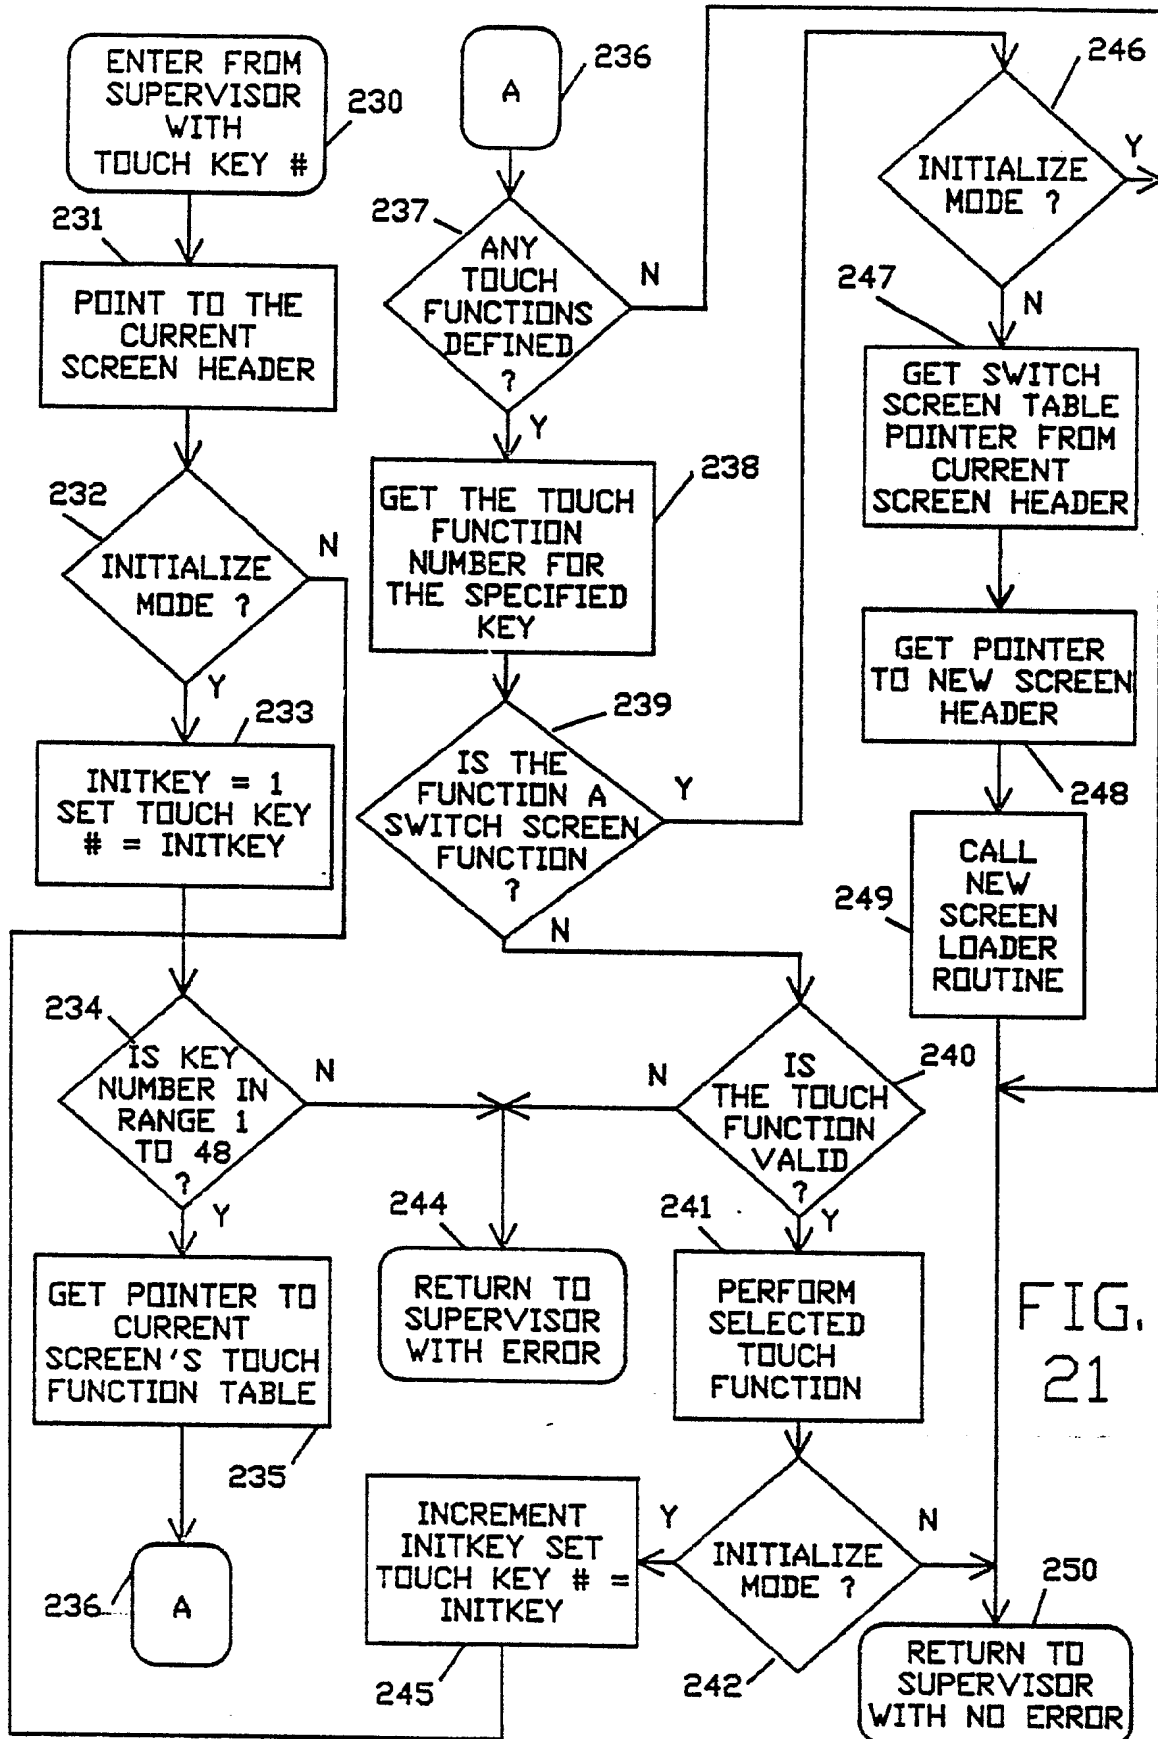 ENTER FROM
SUPERVISOR
WITH
TOUCH KEY #
230
231
POINT TO THE
CURRENT
SCREEN HEADER
232
INITIALIZE
MODE ?
N
Y
233
INITKEY = 1
SET TOUCH KEY
# = INITKEY
234
IS KEY
NUMBER IN
RANGE 1
TO 48
?
N
Y
GET POINTER TO
CURRENT
SCREEN'S TOUCH
FUNCTION TABLE
235
236
A
A
236
237
ANY
TOUCH
FUNCTIONS
DEFINED
?
N
Y
238
GET THE TOUCH
FUNCTION
NUMBER FOR
THE SPECIFIED
KEY
239
IS THE
FUNCTION A
SWITCH SCREEN
FUNCTION
?
Y
N
240
IS
THE TOUCH
FUNCTION
VALID
?
N
Y
244
RETURN TO
SUPERVISOR
WITH ERROR
241
PERFORM
SELECTED
TOUCH
FUNCTION
INITIALIZE
MODE ?
Y
N
242
INCREMENT
INITKEY SET
TOUCH KEY # =
INITKEY
245
246
INITIALIZE
MODE ?
Y
N
247
GET SWITCH
SCREEN TABLE
POINTER FROM
CURRENT
SCREEN HEADER
GET POINTER
TO NEW SCREEN
HEADER
248
249
CALL
NEW
SCREEN
LOADER
ROUTINE
250
RETURN TO
SUPERVISOR
WITH NO ERROR
FIG.
21